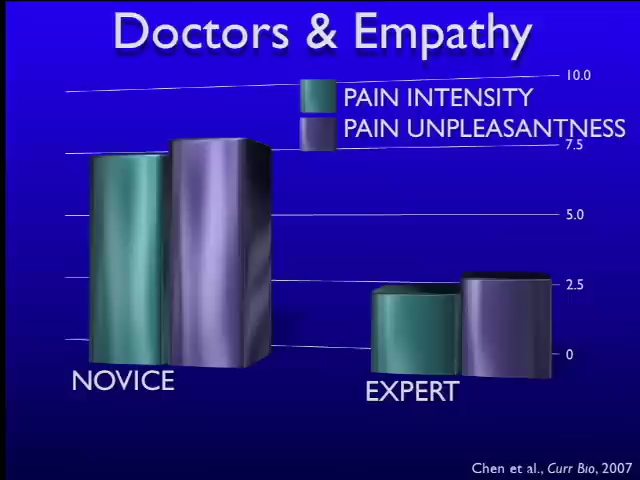 Doctors & Empathy
10.0
PAIN INTENSITY
PAIN UNPLEASANTNESS
7.5
5.0
2.5
0
NOVICE
EXPERT
Chen et al., Curr Bio, 2007